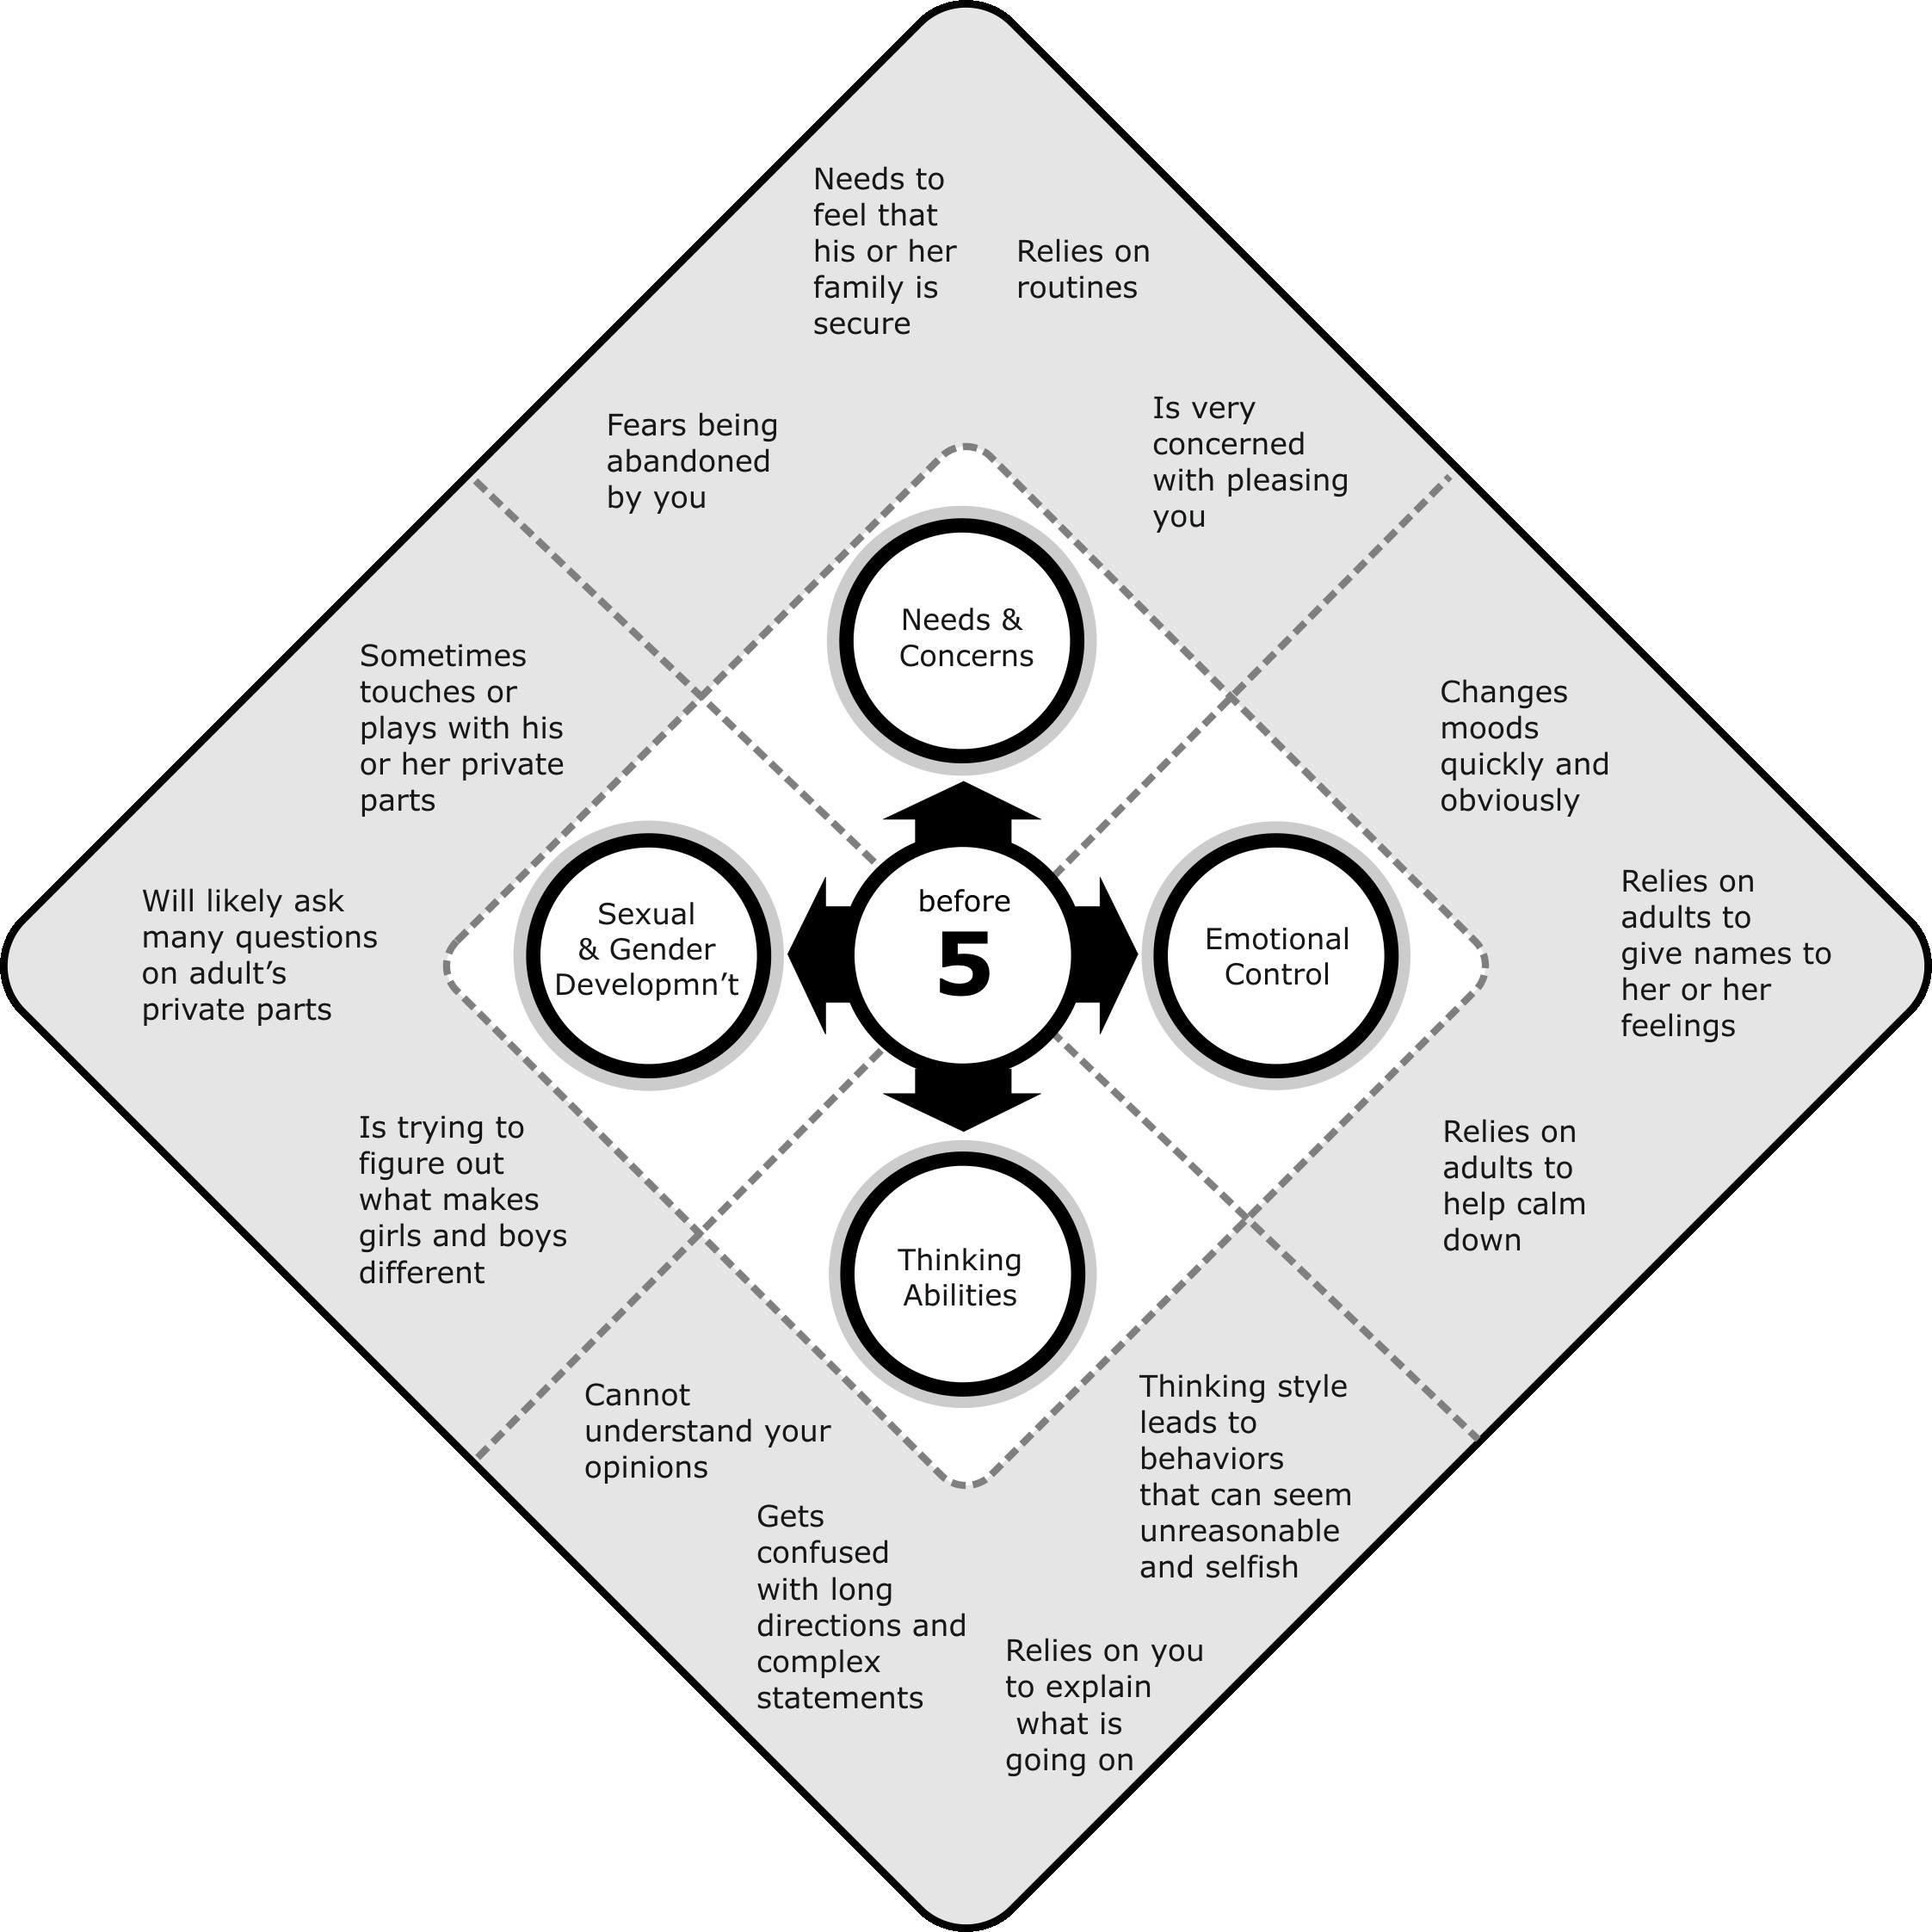 Needs to
feel that
his or her
family is
secure
Relies on
routines
Fears being
abandoned
by you
Is very
concerned
with pleasing
you
Needs &
Concerns
Sometimes
touches or
plays with his
or her private
parts
Changes
moods
quickly and
obviously
Will likely ask
many questions
on adult’s
private parts
Sexual
& Gender
Developmn’t
before
5
Emotional
Control
Relies on
adults to
give names to
her or her
feelings
Is trying to
figure out
what makes
girls and boys
different
Relies on
adults to
help calm
down
Thinking
Abilities
Cannot
understand your
opinions
Thinking style
leads to
behaviors
that can seem
unreasonable
and selfish
Gets
confused
with long
directions and
complex
statements
Relies on you
to explain
what is
going on